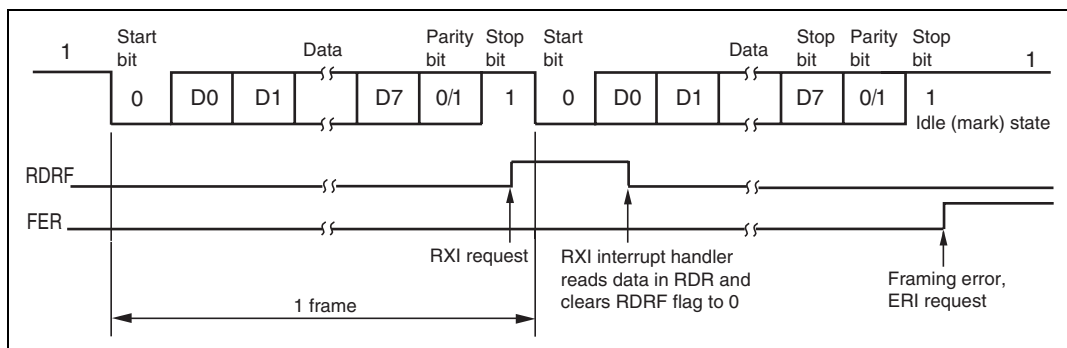 1
Start bit
Data
Parity bit
Stop bit
Start bit
Data
Stop bit
Parity bit
Stop bit
1
0
D0
D1
D7
0/1
1
0
D0
D1
D7
0/1
1
Idle (mark) state
RDRF
FER
RXI request
RXI interrupt handler
reads data in RDR and
clears RDRF flag to 0
Framing error,
ERI request
1 frame